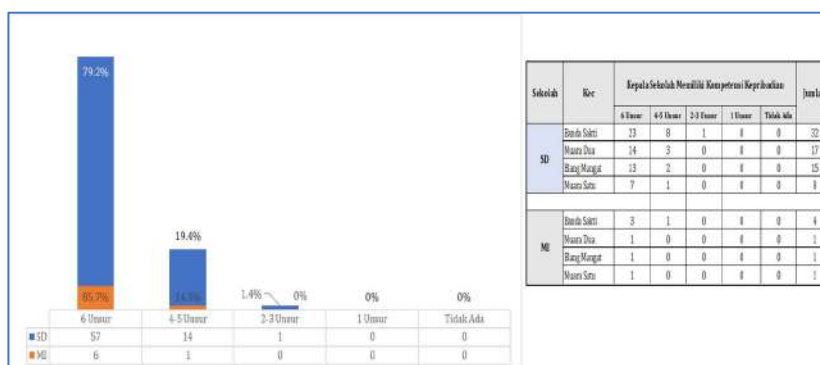 79.2%
19.4%
1.4% 0%
0%
0%
85.7%
14.3%
6 Unsur 4-5 Unsur 2-3 Unsur 1 Unsur Tidak Ada
SD 57 14 1 0 0
MI 6 1 0 0 0
Sekolah Kec Kepala Sekolah Memiliki Kompetensi Kepribadian Jumla
6 Unsur 4-5 Unsur 2-3 Unsur 1 Unsur Tidak Ada
SD
Banda Sakti 23 8 1 0 0 32
Muara Dua 14 3 0 0 0 17
Blang Mangat 13 2 0 0 0 15
Muara Satu 7 1 0 0 0 8
MI
Banda Sakti 3 1 0 0 0 4
Muara Dua 1 0 0 0 0 1
Blang Mangat 1 0 0 0 0 1
Muara Satu 1 0 0 0 0 1